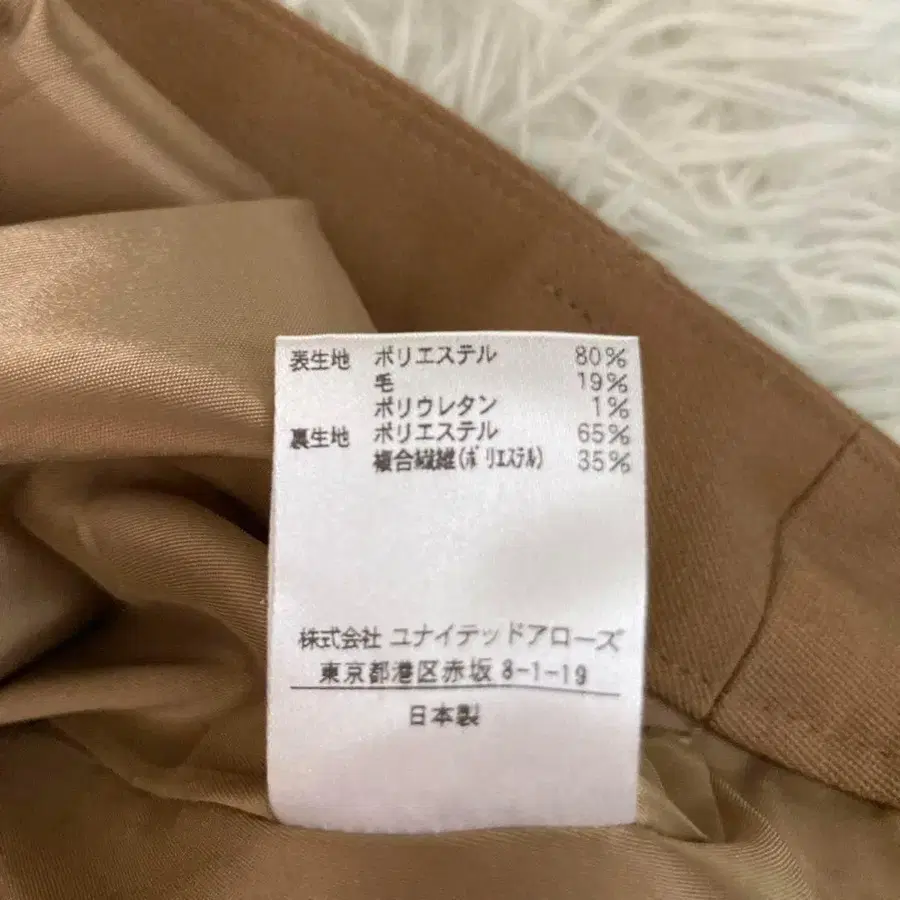 表生地 ポリエステル 80%
毛 19%
ポリウレタン 1%
裏生地 ポリエステル 65%
複合繊維(ポリエステル) 35%
株式会社 ユナイテッドアローズ
東京都港区赤坂 8-1-19
日本製